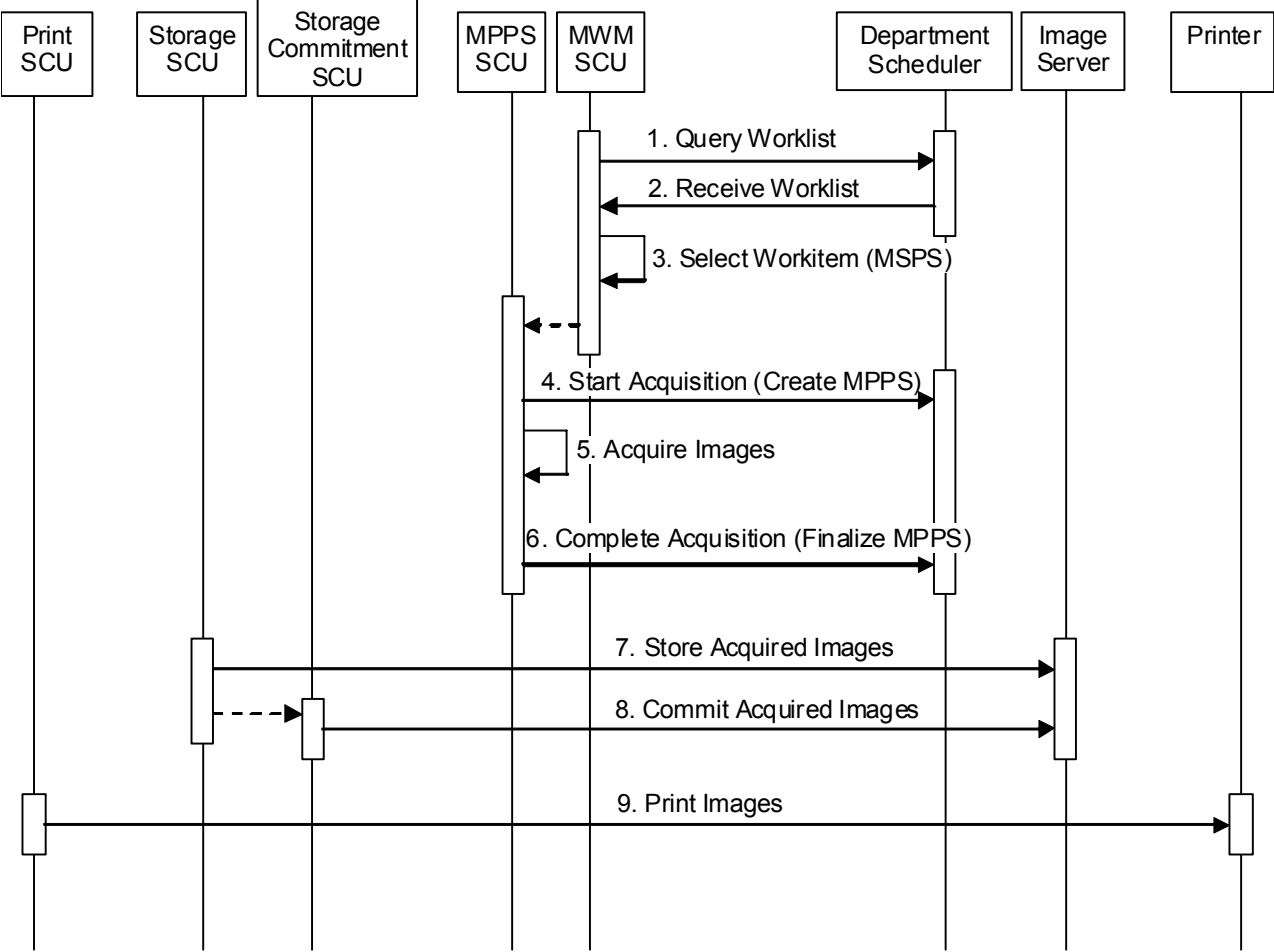 Print
SCU
Storage
SCU
Storage
Commitment
SCU
MPPS
SCU
MWM
SCU
Department
Scheduler
Image
Server
Printer
1. Query Worklist
2. Receive Worklist
3. Select Workitem (MSPS)
4. Start Acquisition (Create MPPS)
5. Acquire Images
6. Complete Acquisition (Finalize MPPS)
7. Store Acquired Images
8. Commit Acquired Images
9. Print Images